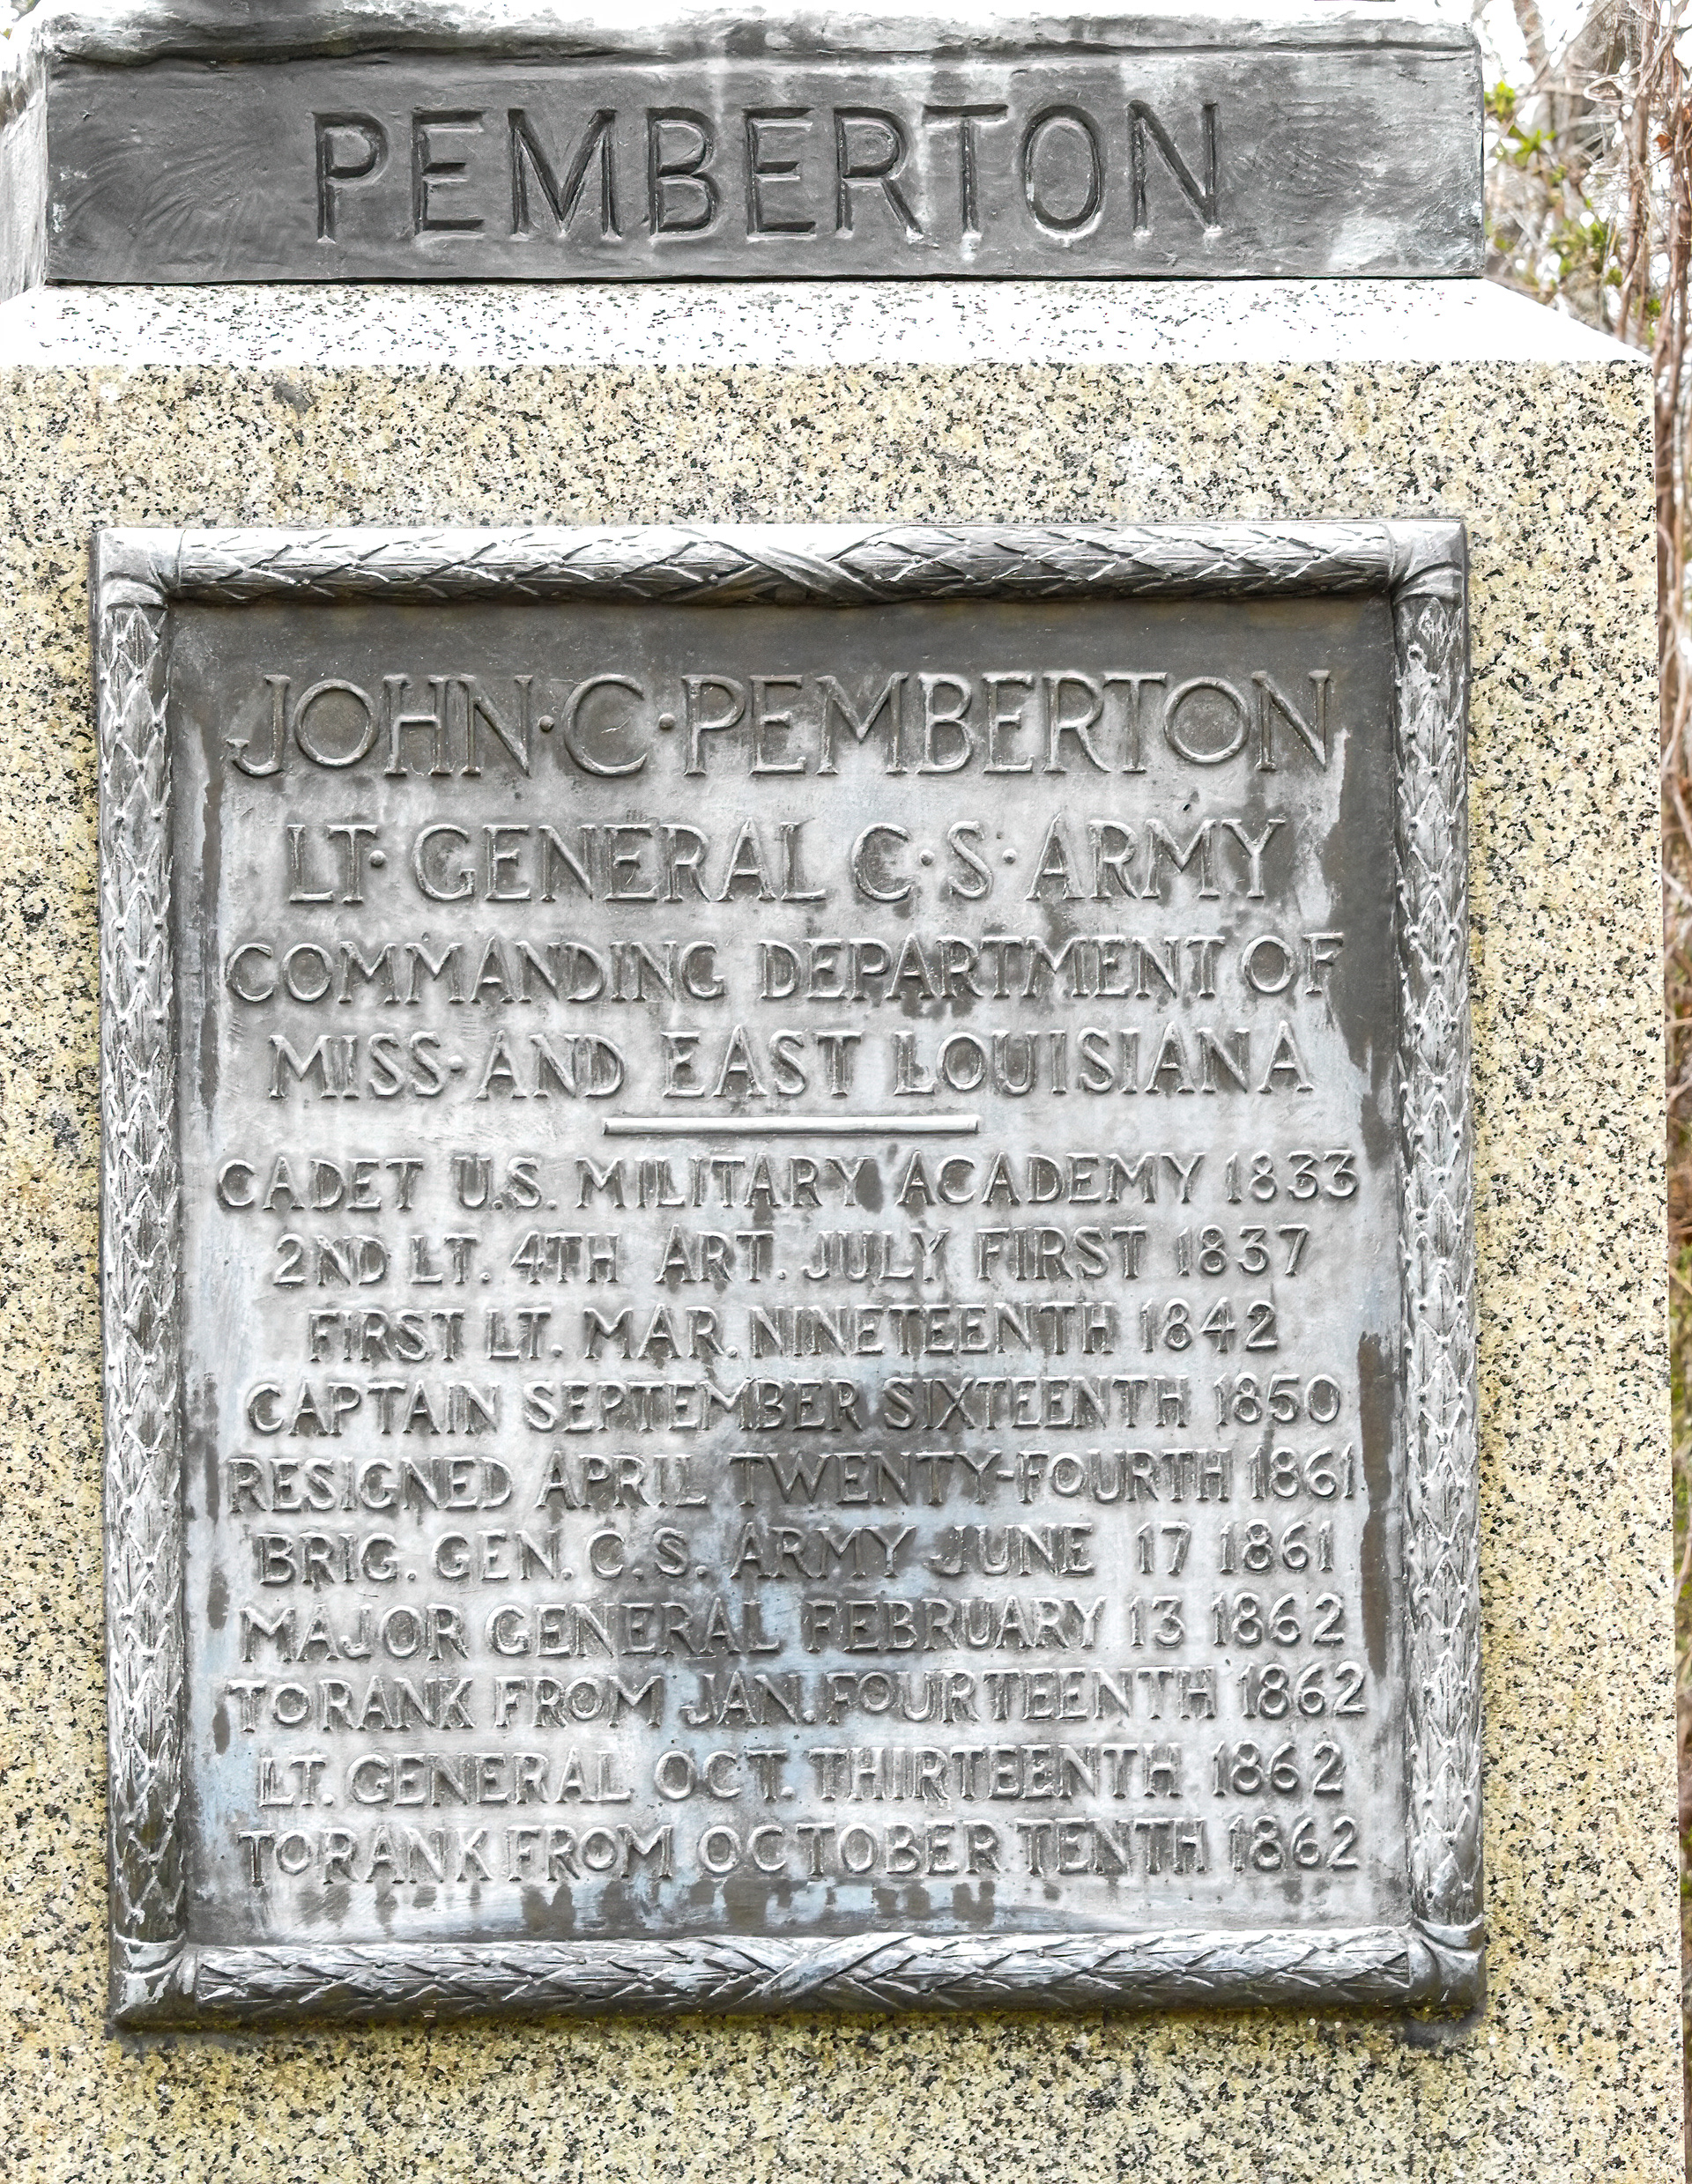 PEMBERTON
JOHN·C·PEMBERTON
LT· GENERAL C·S·ARMY
COMMANDING DEPARTMENT OF
MISS·AND EAST LOUISIANA
CADET U.S. MILITARY ACADEMY 1833
2ND LT. 4TH ART. JULY FIRST 1837
FIRST LT. MAR. NINETEENTH 1842
CAPTAIN SEPTEMBER SIXTEENTH 1850
RESIGNED APRIL TWENTY-FOURTH 1861
BRIG. GEN. C.S. ARMY JUNE 17 1861
MAJOR GENERAL FEBRUARY 13 1862
TO RANK FROM JAN. FOURTEENTH 1862
LT. GENERAL OCT. THIRTEENTH 1862
TO RANK FROM OCTOBER TENTH 1862